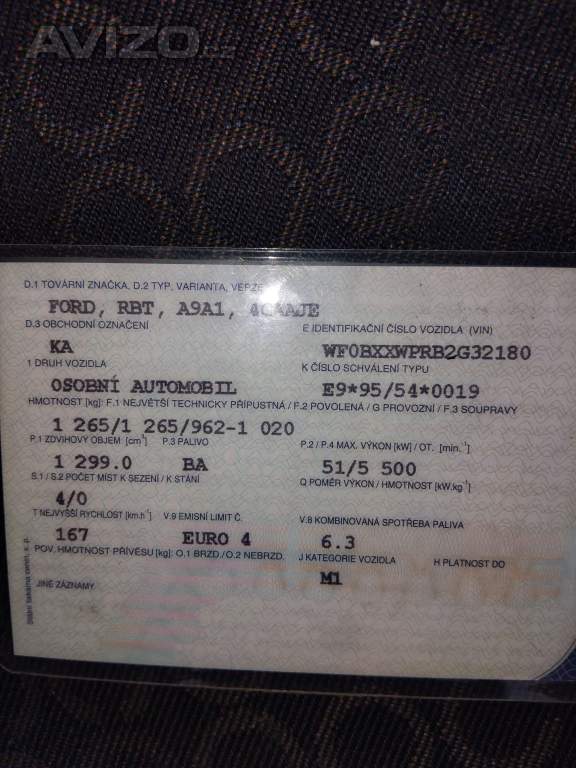 AVIZO.cz
D.1 TOVÁRNÍ ZNAČKA, D.2 TYP, VARIANTA, VERZE
FORD, RBT, A9A1,
D.3 OBCHODNÍ OZNAČENÍ
E IDENTIFIKAČNÍ ČÍSLO VOZIDLA (VIN)
KA
WF0BXXWPRB2G32180
1 DRUH VOZIDLA
K ČÍSLO SCHVÁLENÍ TYPU
OSOBNÍ AUTOMOBIL
E9*95/54*0019
HMOTNOST [kg]: F.1 NEJVĚTŠÍ TECHNICKY PŘÍPUSTNÁ / F.2 POVOLENÁ / G PROVOZNÍ / F.3 SOUPRAVY
1 265/1 265/962-1 020
P.1 ZDVIHOVÝ OBJEM [cm³] P.3 PALIVO
P.2 / P.4 MAX. VÝKON [kW] / OT. [min.⁻¹]
1 299.0 BA
51/5 500
S.1 / S.2 POČET MÍST K SEZENÍ / K STÁNÍ
Q POMĚR VÝKON / HMOTNOST [kW.kg⁻¹]
4/0
T NEJVYŠŠÍ RYCHLOST [km.h⁻¹] V.9 EMISNÍ LIMIT Č.
V.8 KOMBINOVANÁ SPOTŘEBA PALIVA
167 EURO 4
6.3
POV. HMOTNOST PŘÍVĚSU [kg]: O.1 BRZD./O.2 NEBRZD.
J KATEGORIE VOZIDLA H PLATNOST DO
M1
JINÉ ZÁZNAMY